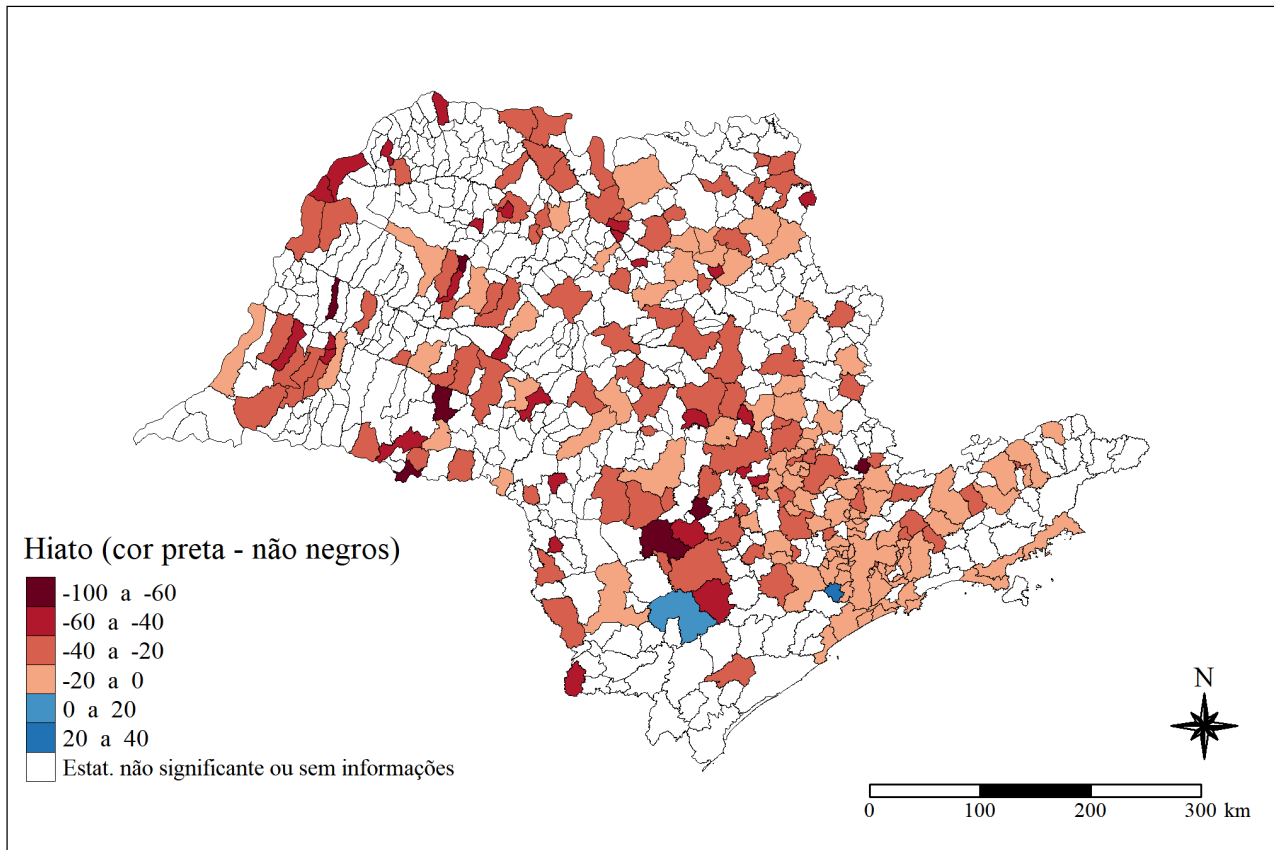 Hiato (cor preta - não negros)
-100 a -60
-60 a -40
-40 a -20
-20 a 0
0 a 20
20 a 40
Estat. não significante ou sem informações
N
0 100 200 300 km